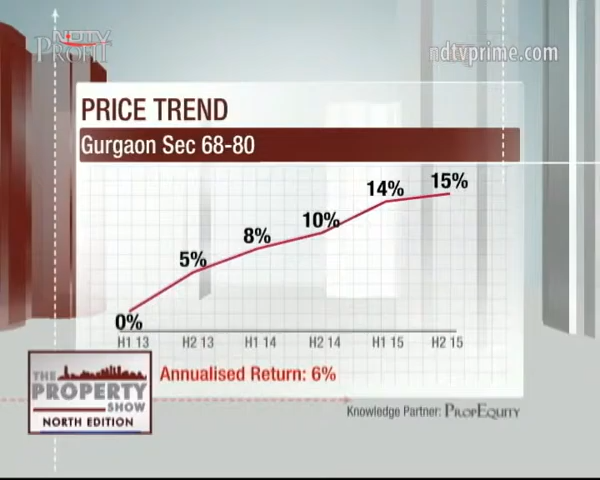 NDTV
PROFIT
ndtvprime.com
PRICE TREND
Gurgaon Sec 68-80
0%
5%
8%
10%
14%
15%
H1 13
H2 13
H1 14
H2 14
H1 15
H2 15
Annualised Return: 6%
THE
PROPERTY
SHOW
NORTH EDITION
Knowledge Partner: PROPEQUITY